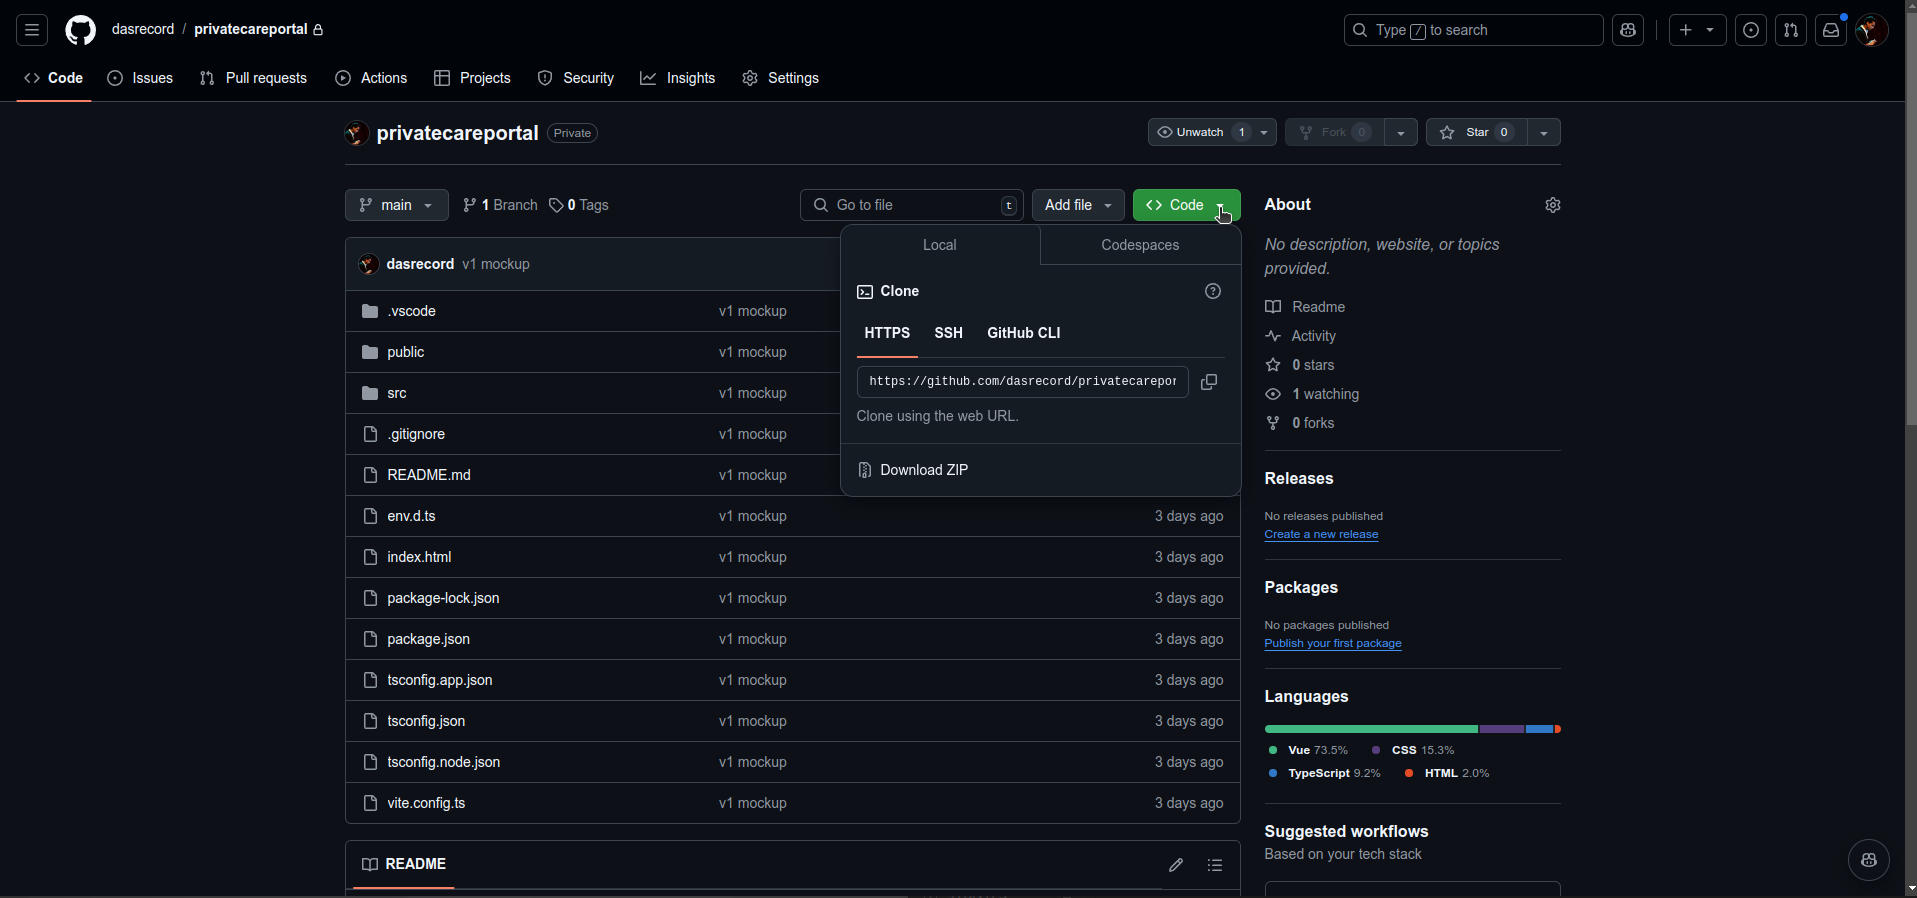 dasrecord / privatecareportal
Type / to search
Code Issues Pull requests Actions Projects Security Insights Settings
privatecareportal Private
Unwatch 1 Fork 0 Star 0
main 1 Branch 0 Tags
Go to file t Add file Code
Local Codespaces
Clone
HTTPS SSH GitHub CLI
https://github.com/dasrecord/privatecarepor
Clone using the web URL.
Download ZIP
dasrecord v1 mockup
.vscode v1 mockup
public v1 mockup
src v1 mockup
.gitignore v1 mockup
README.md v1 mockup
env.d.ts v1 mockup 3 days ago
index.html v1 mockup 3 days ago
package-lock.json v1 mockup 3 days ago
package.json v1 mockup 3 days ago
tsconfig.app.json v1 mockup 3 days ago
tsconfig.json v1 mockup 3 days ago
tsconfig.node.json v1 mockup 3 days ago
vite.config.ts v1 mockup 3 days ago
README
About
No description, website, or topics
provided.
Readme
Activity
0 stars
1 watching
0 forks
Releases
No releases published
Create a new release
Packages
No packages published
Publish your first package
Languages
Vue 73.5% CSS 15.3%
TypeScript 9.2% HTML 2.0%
Suggested workflows
Based on your tech stack